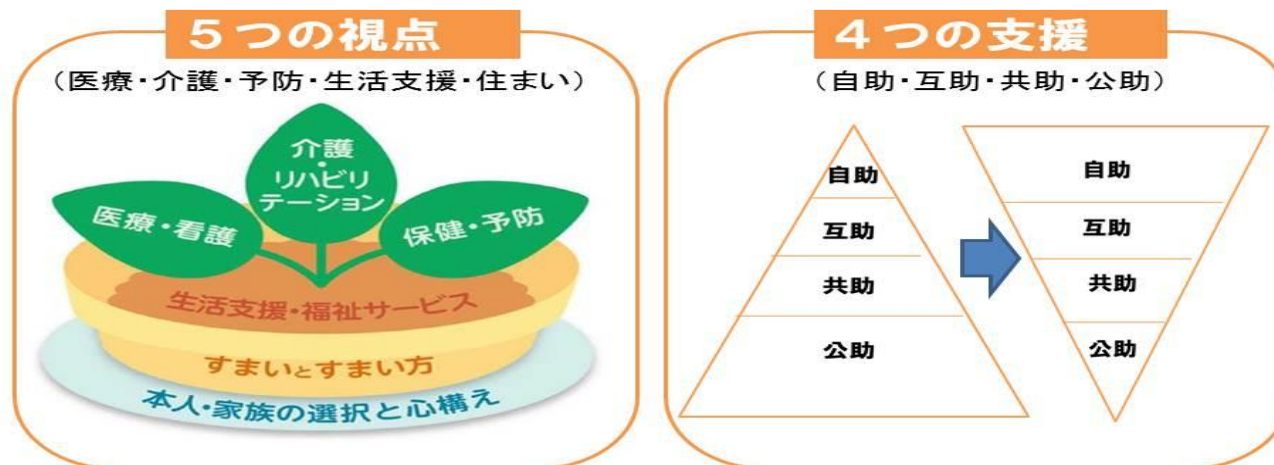 5つの視点
（医療・介護・予防・生活支援・住まい）
介護
・
リハビリ
テーション
医療・看護
保健・予防
生活支援・福祉サービス
すまいとすまい方
本人・家族の選択と心構え
4つの支援
（自助・互助・共助・公助）
自助
互助
共助
公助
自助
互助
共助
公助